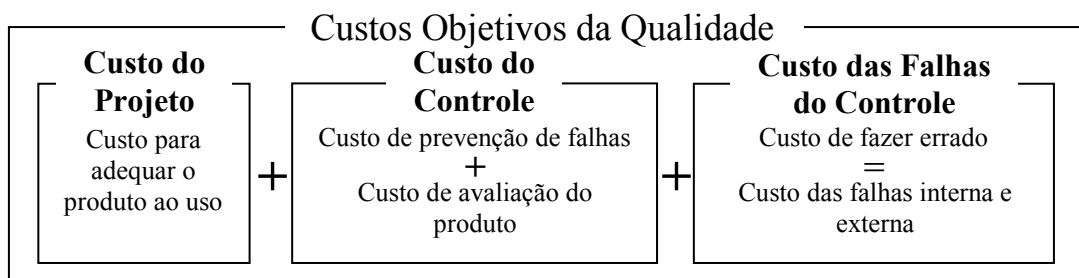 Custos Objetivos da Qualidade
Custo do
Projeto
Custo para
adequar o
produto ao uso
+
Custo do
Controle
Custo de prevenção de falhas
+
Custo de avaliação do
produto
+
Custo das Falhas
do Controle
Custo de fazer errado
=
Custo das falhas interna e
externa